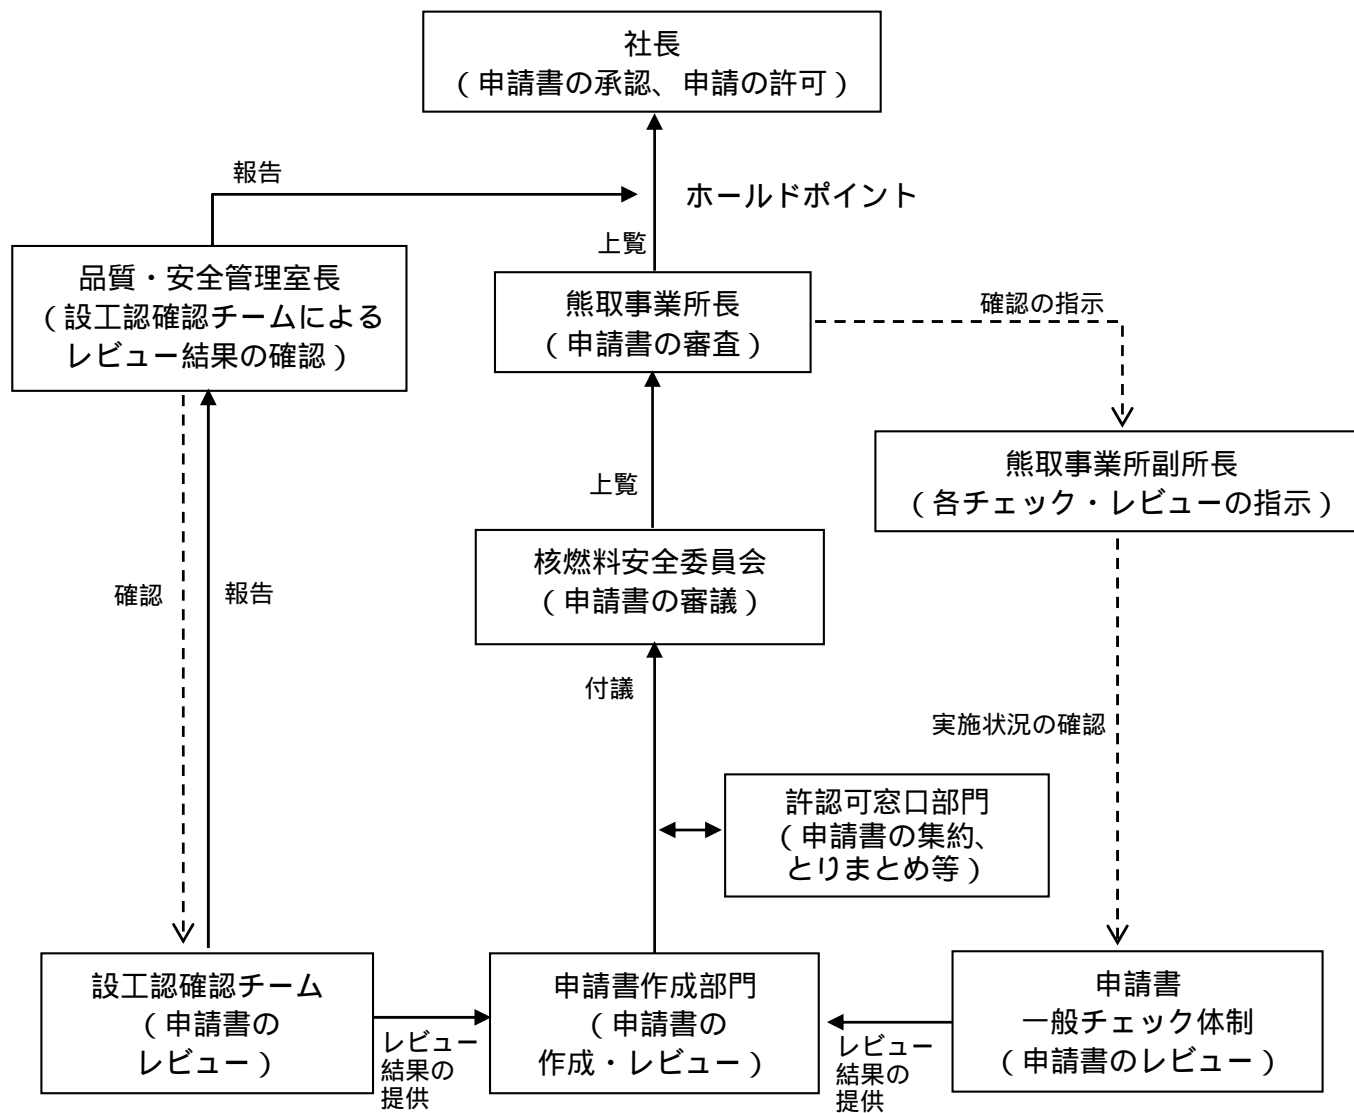 社長
（申請書の承認、申請の許可）
報告
ホールドポイント
上覧
品質・安全管理室長
（設工認確認チームによる
レビュー結果の確認）
熊取事業所長
（申請書の審査）
確認の指示
熊取事業所副所長
（各チェック・レビューの指示）
上覧
核燃料安全委員会
（申請書の審議）
確認
報告
付議
実施状況の確認
許認可窓口部門
（申請書の集約、
とりまとめ等）
設工認確認チーム
（申請書の
レビュー）
レビュー
結果の
提供
申請書作成部門
（申請書の
作成・レビュー）
レビュー
結果の
提供
申請書
一般チェック体制
（申請書のレビュー）